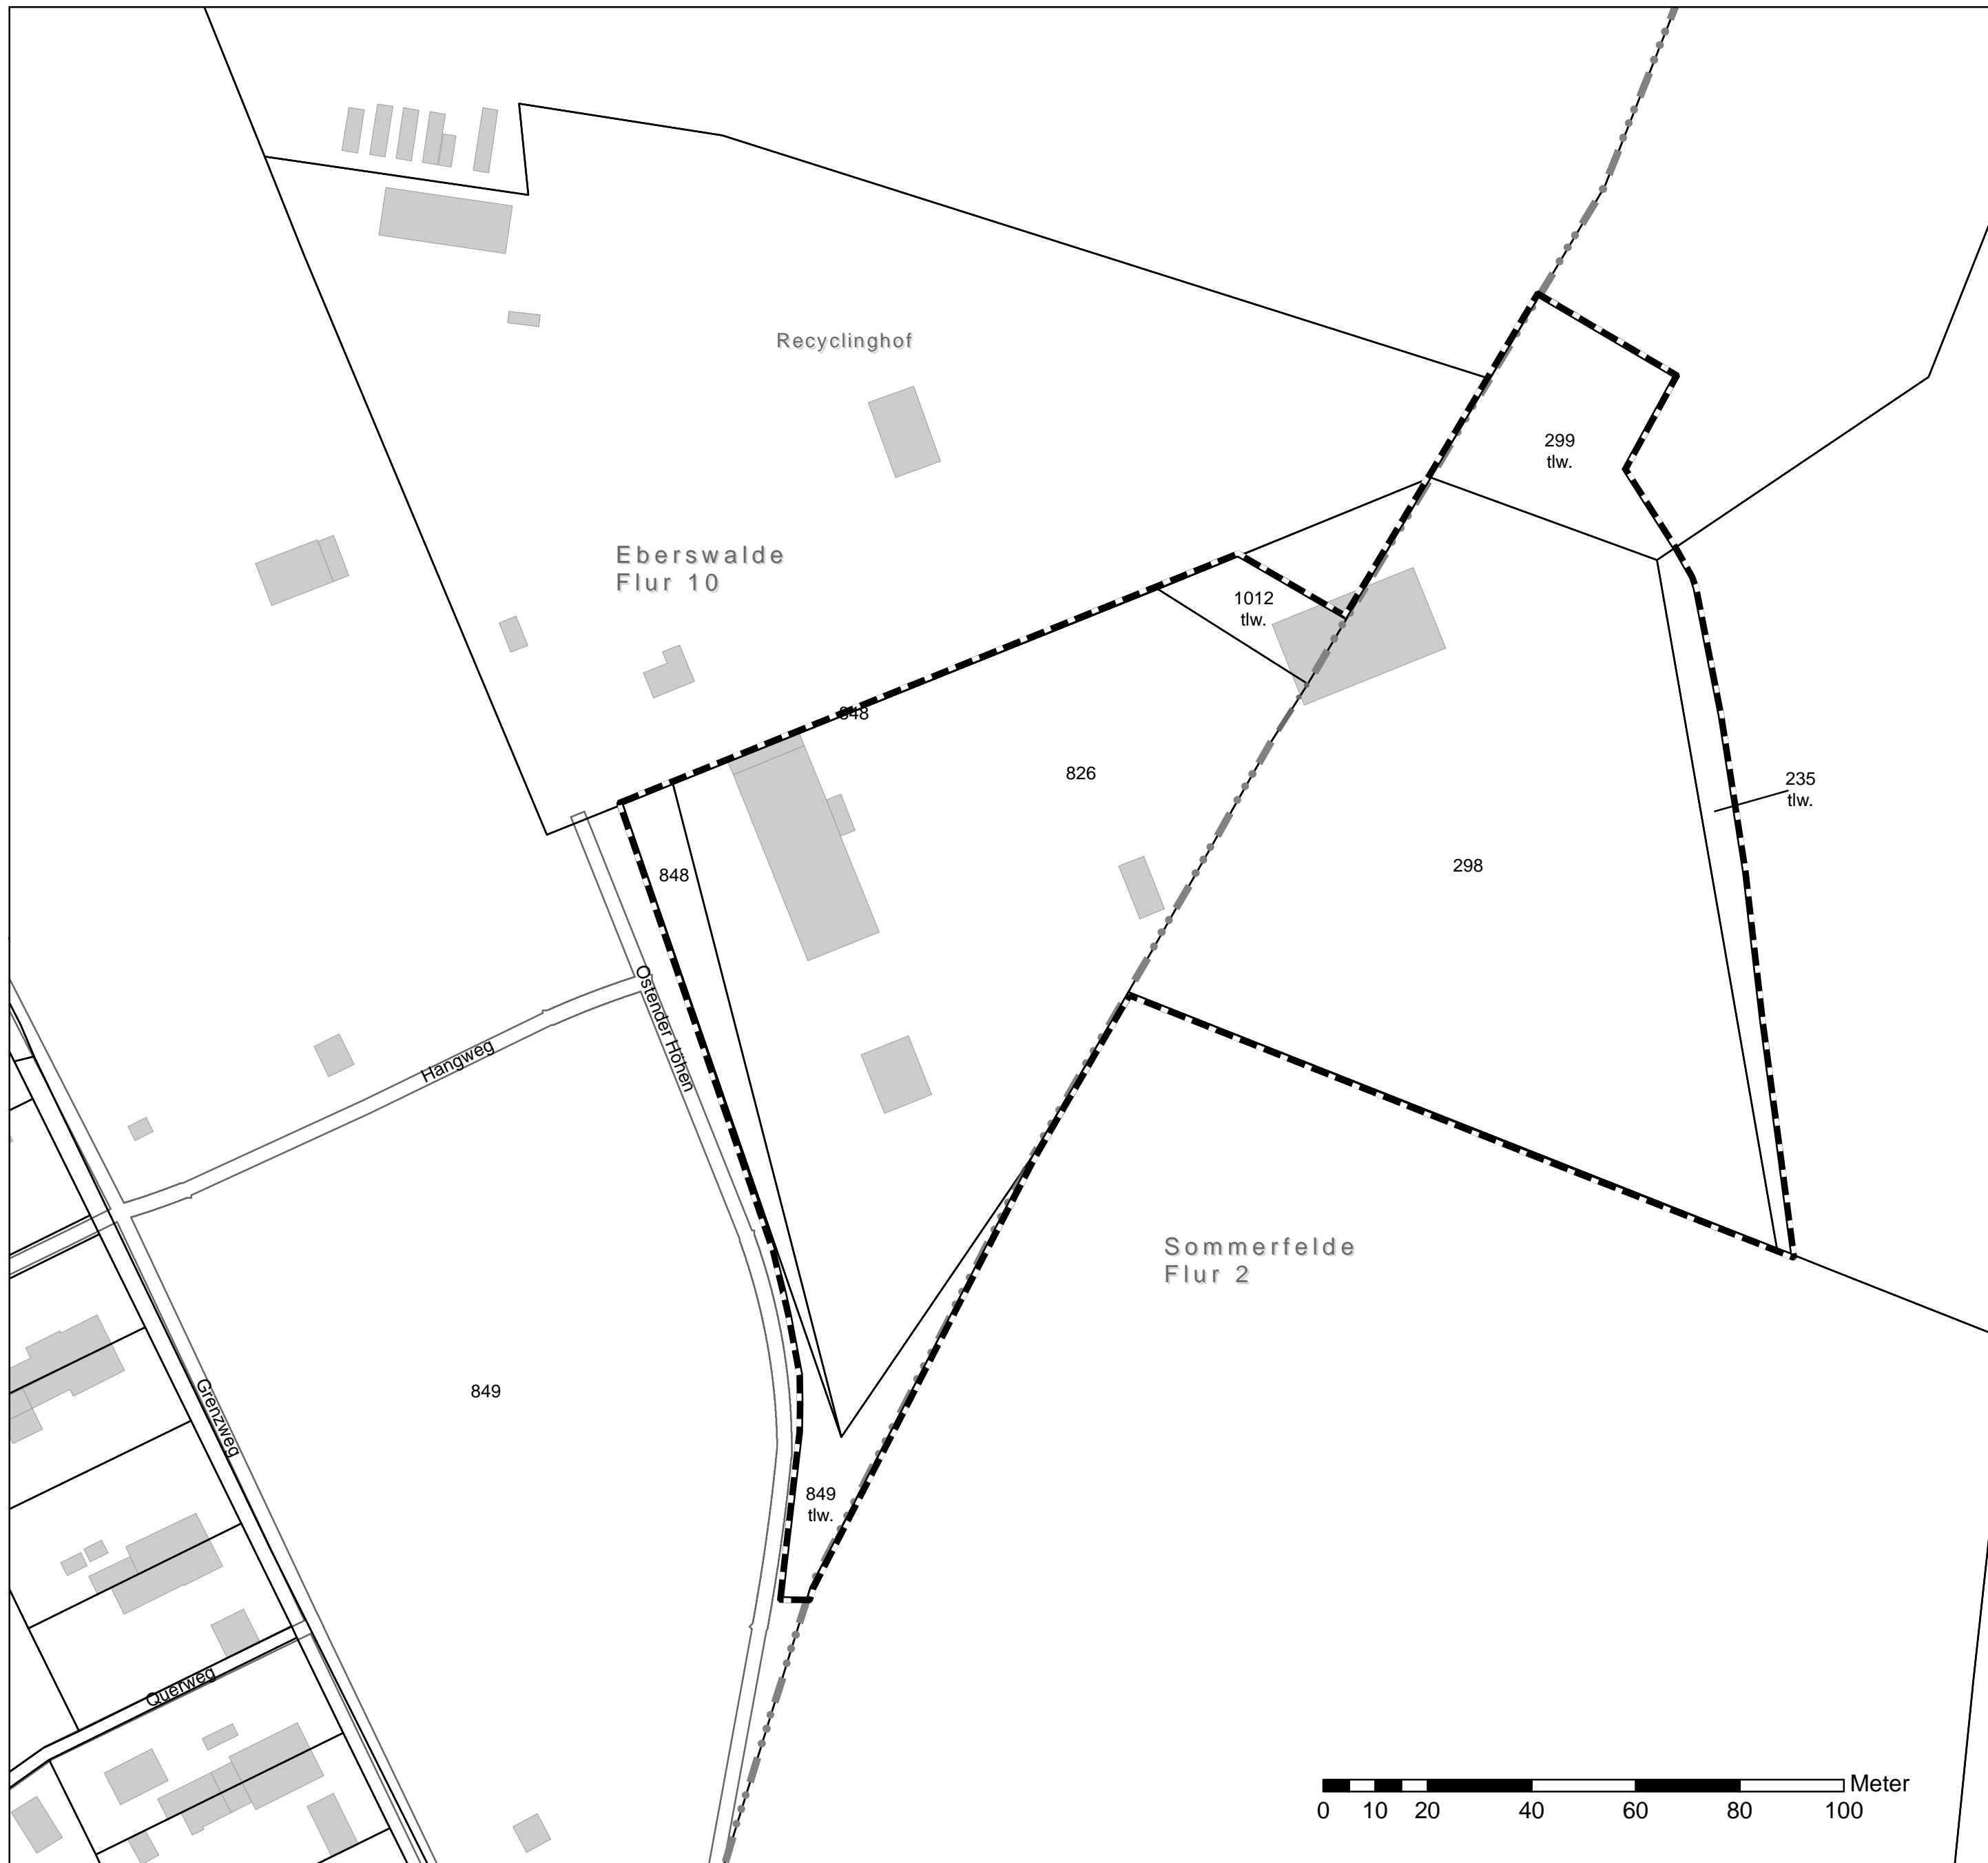 Recyclinghof
299
tlw.
Eberswalde
Flur 10
1012
tlw.
848
826
235
tlw.
298
848
Ostender Höhen
Hangweg
Sommerfelde
Flur 2
849
Grenzweg
849
tlw.
Querweg
Meter
0 10 20 40 60 80 100